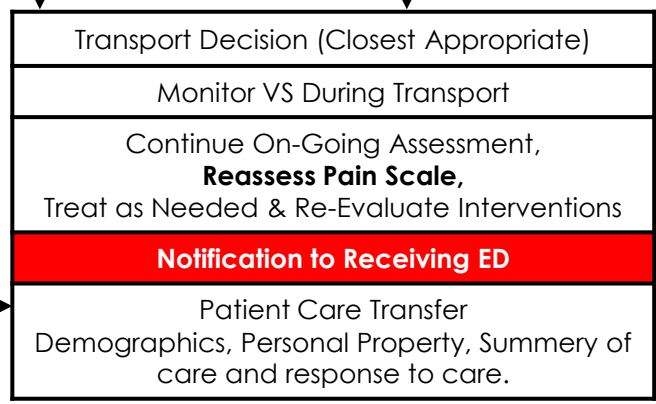 Transport Decision (Closest Appropriate)
Monitor VS During Transport
Continue On-Going Assessment,
Reassess Pain Scale,
Treat as Needed & Re-Evaluate Interventions
Notification to Receiving ED
Patient Care Transfer
Demographics, Personal Property, Summery of
care and response to care.